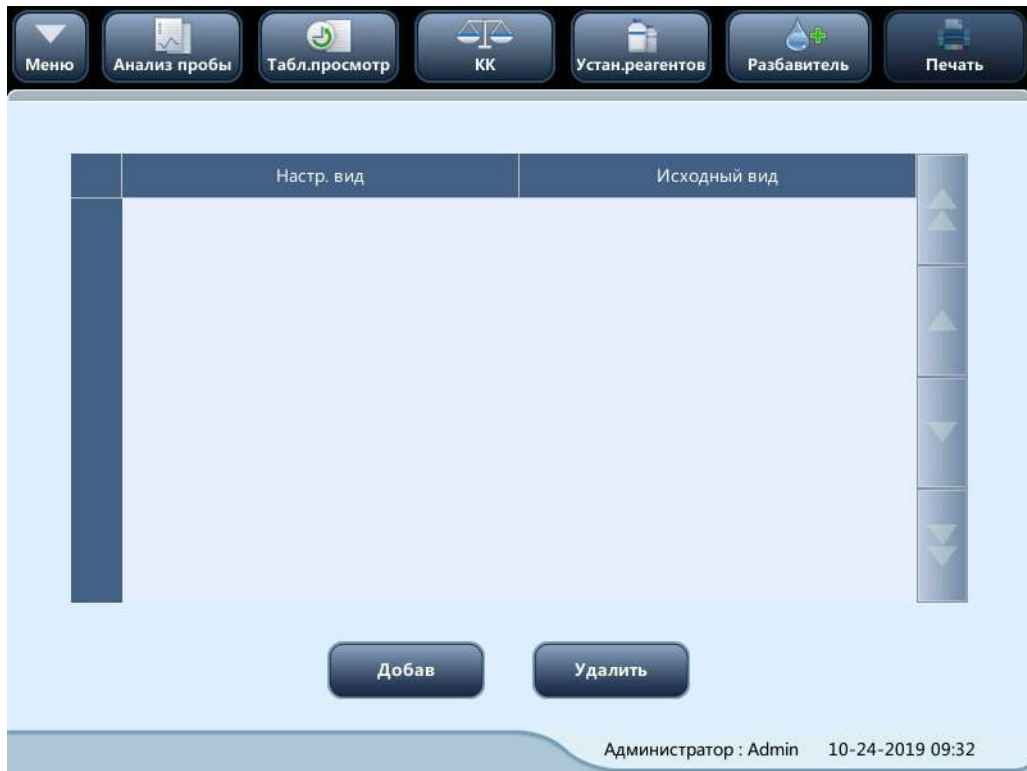 Меню
Анализ пробы
Табл.просмотр
КК
Устан.реагентов
Разбавитель
Печать
Настр. вид
Исходный вид
Добав
Удалить
Администратор : Admin 10-24-2019 09:32